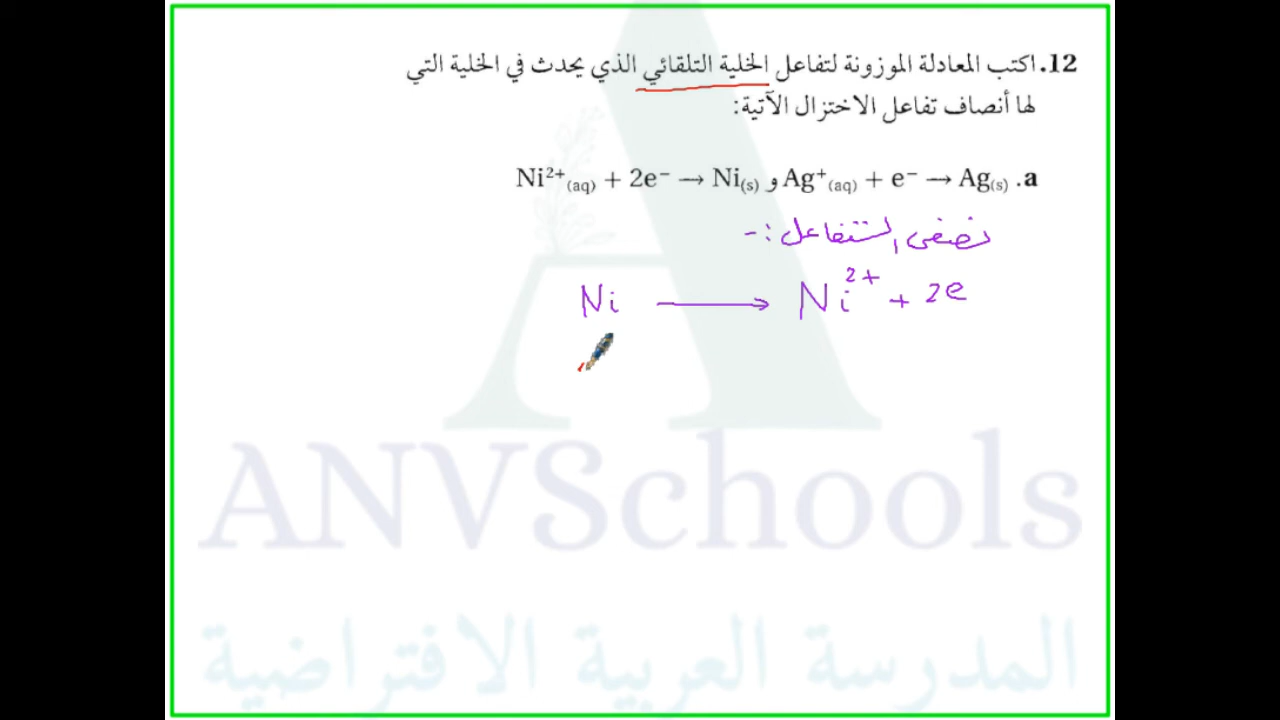 12. اكتب المعادلة الموزونة لتفاعل الخلية التلقائي الذي يحدث في الخلية التي
لها أنصاف تفاعل الاختزال الآتية:
a. Ag⁺(aq) + e⁻ → Ag(s) و Ni²⁺(aq) + 2e⁻ → Ni(s)
نصفي التفاعل :-
Ni → Ni²⁺ + 2e
ANVSchools
المدرسة العربية الافتراضية